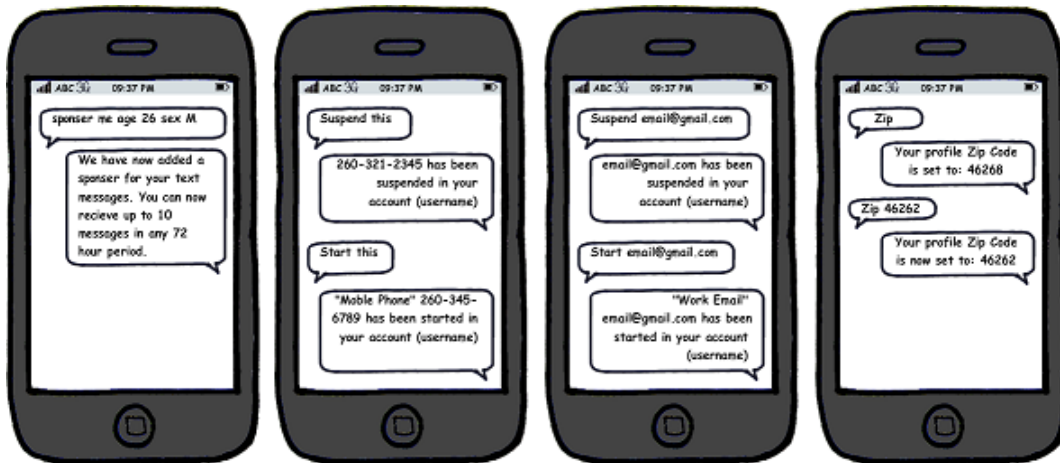 ABC 3G 09:37 PM
sponser me age 26 sex M
We have now added a
sponser for your text
messages. You can now
recieve up to 10
messages in any 72
hour period.
ABC 3G 09:37 PM
Suspend this
260-321-2345 has been
suspended in your
account (username)
Start this
"Moble Phone" 260-345-
6789 has been started in
your account (username)
ABC 3G 09:37 PM
Suspend email@gmail.com
email@gmail.com has been
suspended in your
account (username)
Start email@gmail.com
"Work Email"
email@gmail.com has been
started in your account
(username)
ABC 3G 09:37 PM
Zip
Your profile Zip Code
is set to: 46268
Zip 46262
Your profile Zip Code
is now set to: 46262